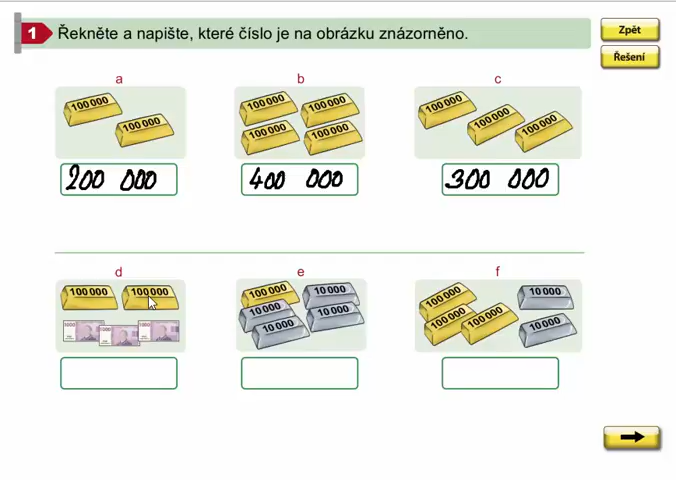 1 Řekněte a napište, které číslo je na obrázku znázorněno.
Zpět
Řešení
a b c
100 000 100 000
100 000 100 000 100 000 100 000
100 000 100 000 100 000
200 000 400 000 300 000
d e f
100 000 100 000
1000 1000 1000
100 000 10 000 10 000 10 000 10 000
100 000 100 000 100 000 10 000 10 000